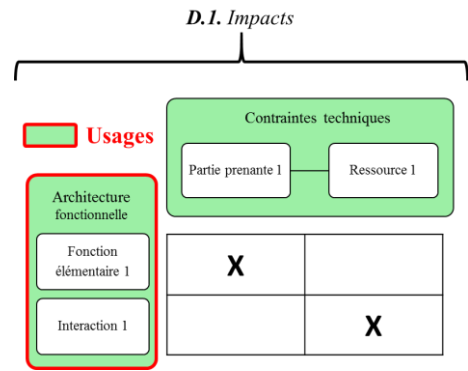 D.1. Impacts
Usages
Contraintes techniques
Partie prenante 1
Ressource 1
Architecture
fonctionnelle
Fonction
élémentaire 1
Interaction 1
X
X